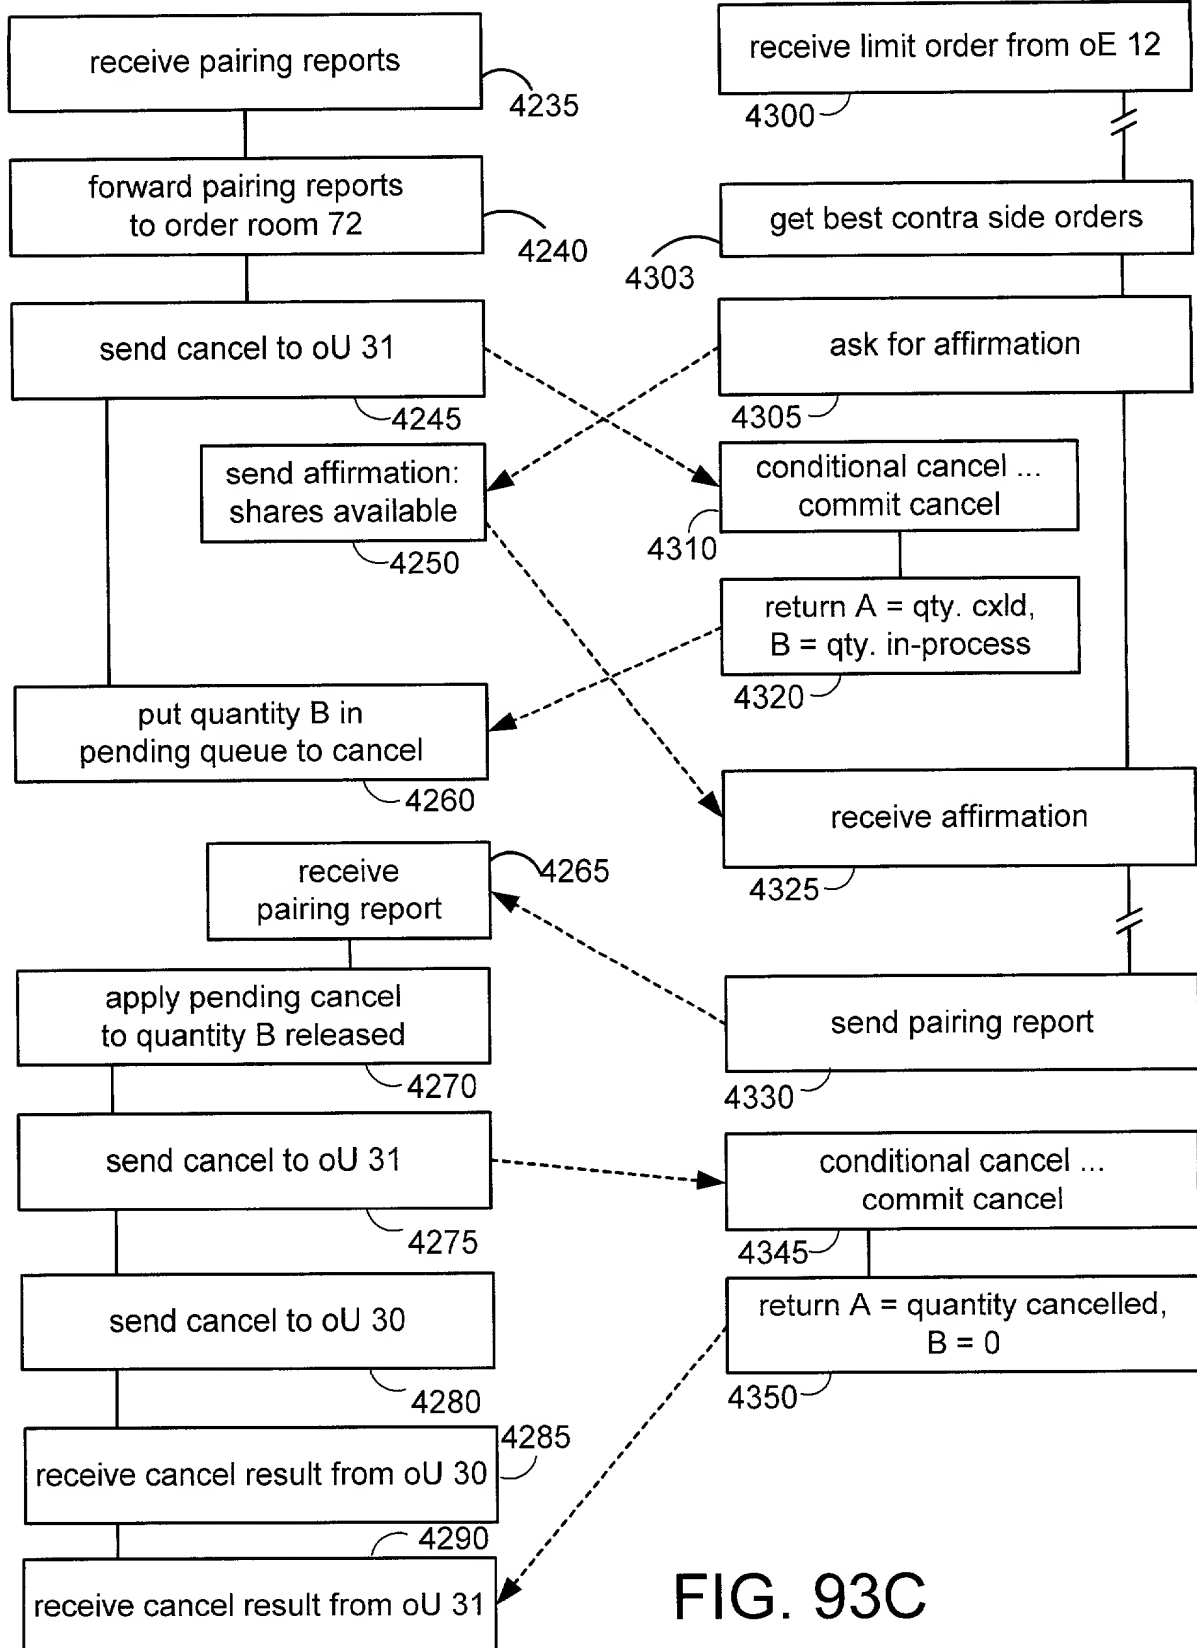 receive pairing reports
4235
forward pairing reports
to order room 72
4240
send cancel to oU 31
4245
send affirmation:
shares available
4250
put quantity B in
pending queue to cancel
4260
receive
pairing report
4265
apply pending cancel
to quantity B released
4270
send cancel to oU 31
4275
send cancel to oU 30
4280
4285
receive cancel result from oU 30
4290
receive cancel result from oU 31
receive limit order from oE 12
4300
get best contra side orders
4303
ask for affirmation
4305
conditional cancel ...
commit cancel
4310
return A = qty. cxld,
B = qty. in-process
4320
receive affirmation
4325
send pairing report
4330
conditional cancel ...
commit cancel
4345
return A = quantity cancelled,
B = 0
4350
FIG. 93C